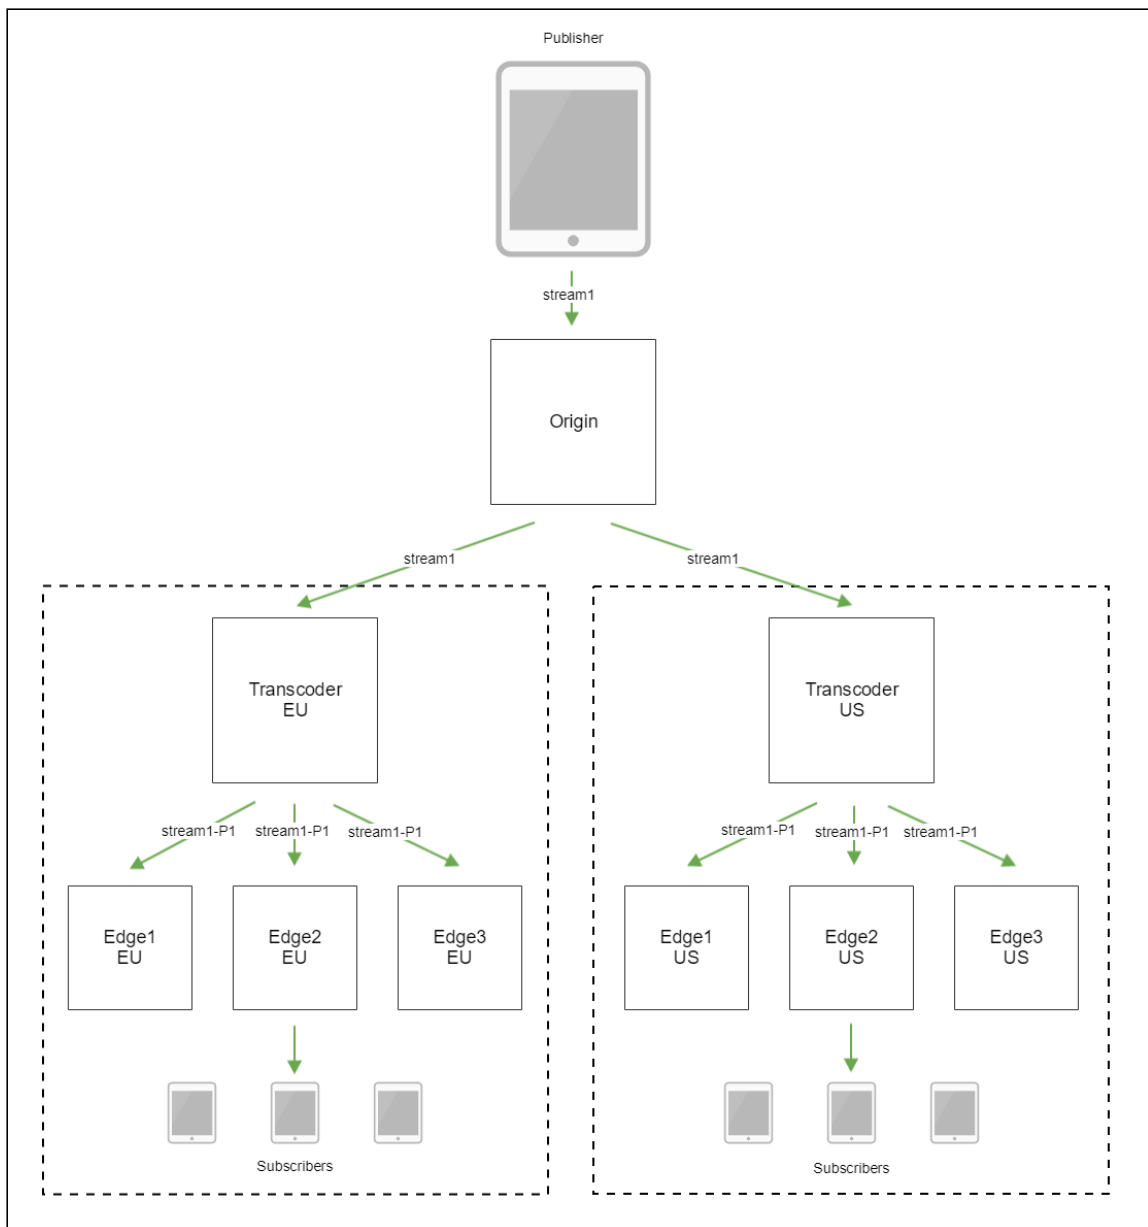 Publisher
stream1
Origin
stream1
stream1
Transcoder
EU
Transcoder
US
stream1-P1
stream1-P1
stream1-P1
stream1-P1
stream1-P1
stream1-P1
Edge1
EU
Edge2
EU
Edge3
EU
Edge1
US
Edge2
US
Edge3
US
Subscribers
Subscribers